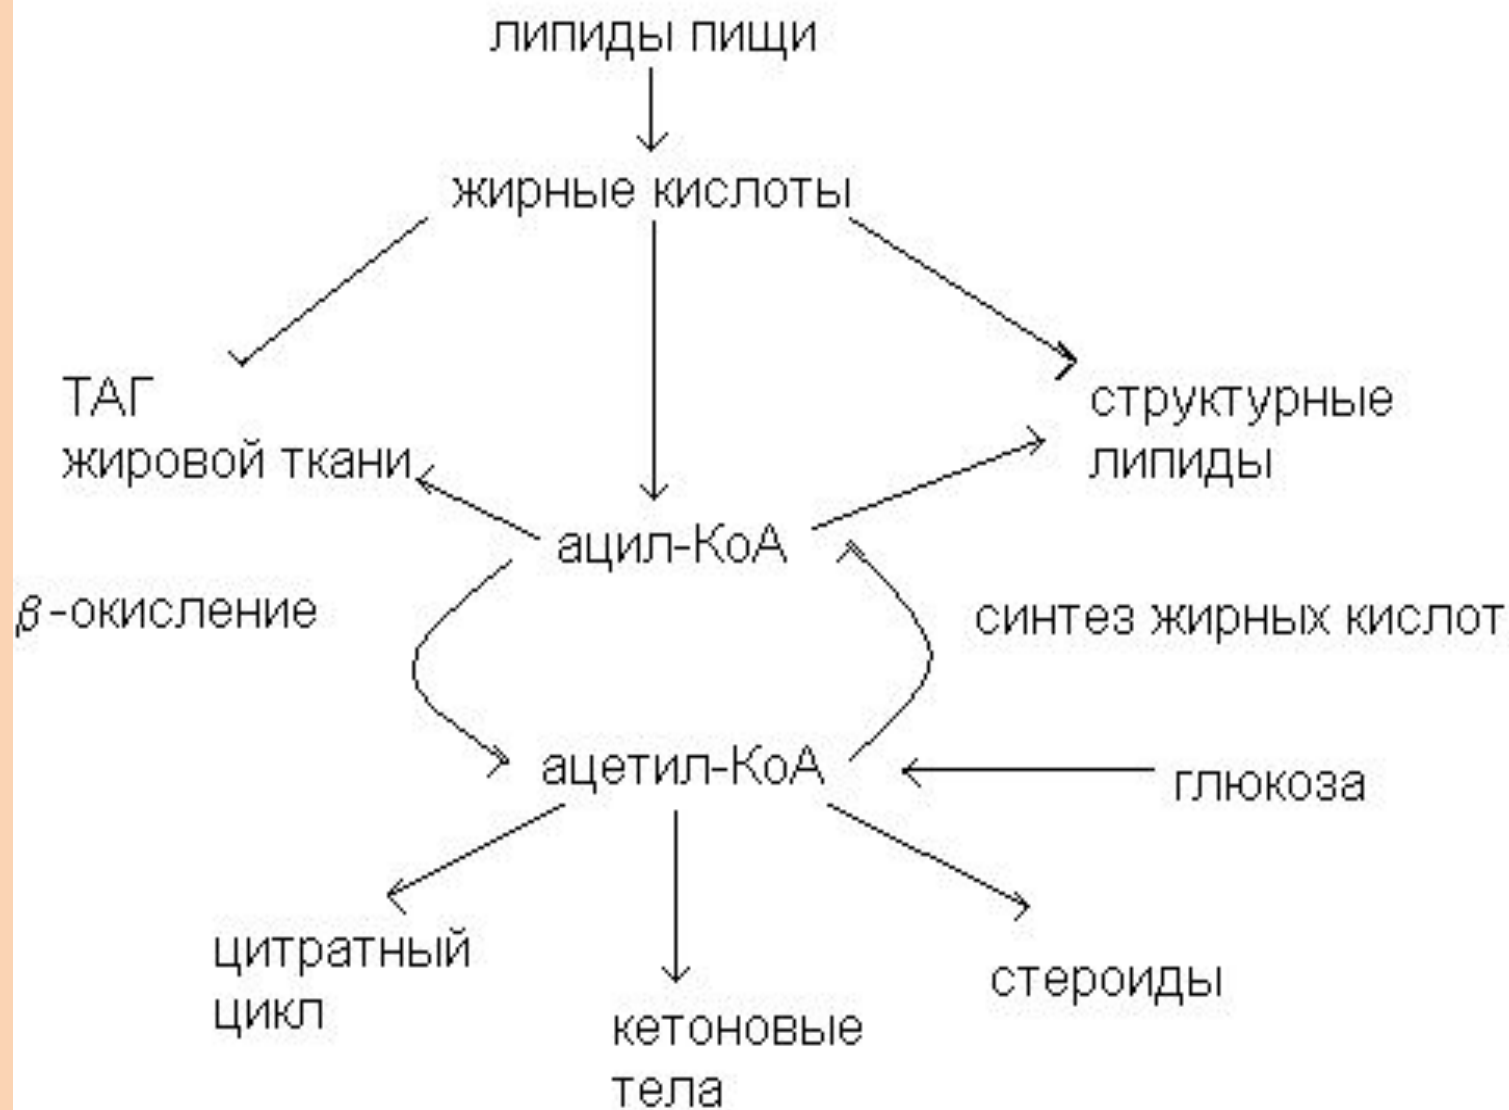 липиды пищи
жирные кислоты
ТАГ
жировой ткани
структурные
липиды
ацил-КоА
β-окисление
синтез жирных кислот
ацетил-КоА
глюкоза
цитратный
цикл
стероиды
кетоновые
тела